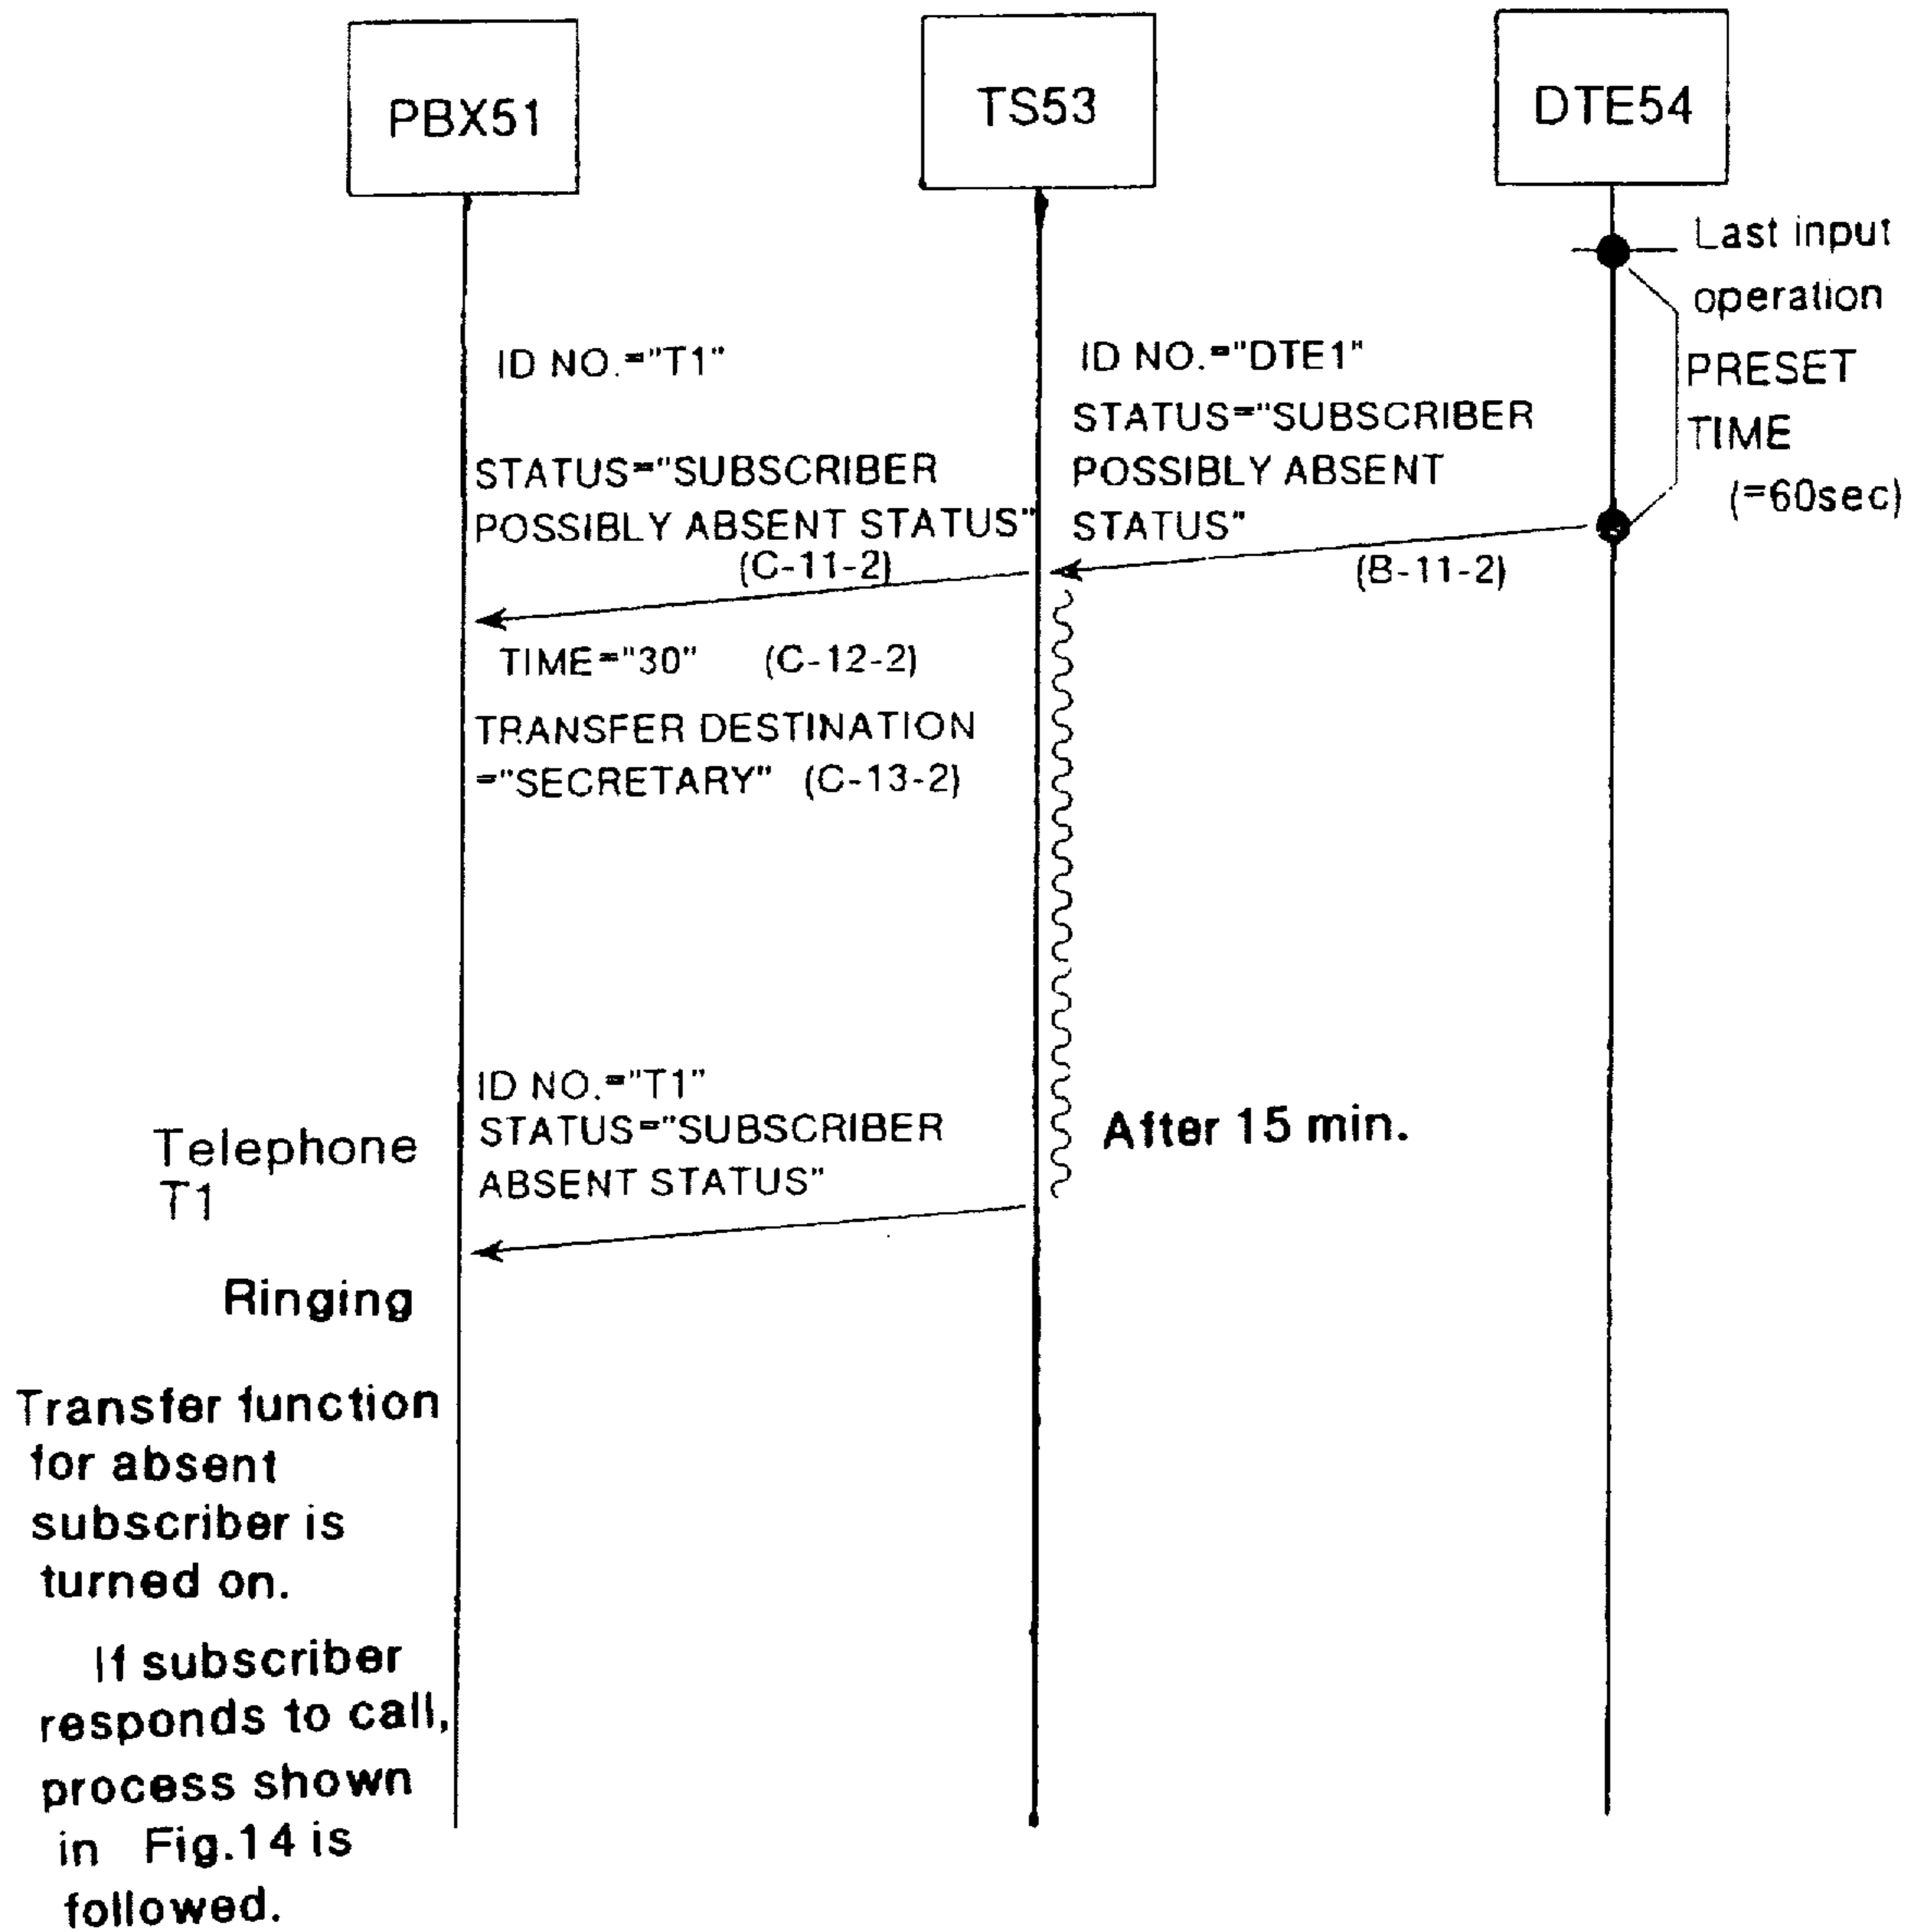 PBX51
TS53
DTE54
Last input
operation
PRESET
TIME
(=60sec)
ID NO.="T1"
STATUS="SUBSCRIBER
POSSIBLY ABSENT STATUS"
(C-11-2)
ID NO.="DTE1"
STATUS="SUBSCRIBER
POSSIBLY ABSENT
STATUS"
(B-11-2)
TIME="30" (C-12-2)
TRANSFER DESTINATION
="SECRETARY" (C-13-2)
ID NO.="T1"
STATUS="SUBSCRIBER
ABSENT STATUS"
After 15 min.
Telephone
T1
Ringing
Transfer function
for absent
subscriber is
turned on.
If subscriber
responds to call,
process shown
in Fig.14 is
followed.